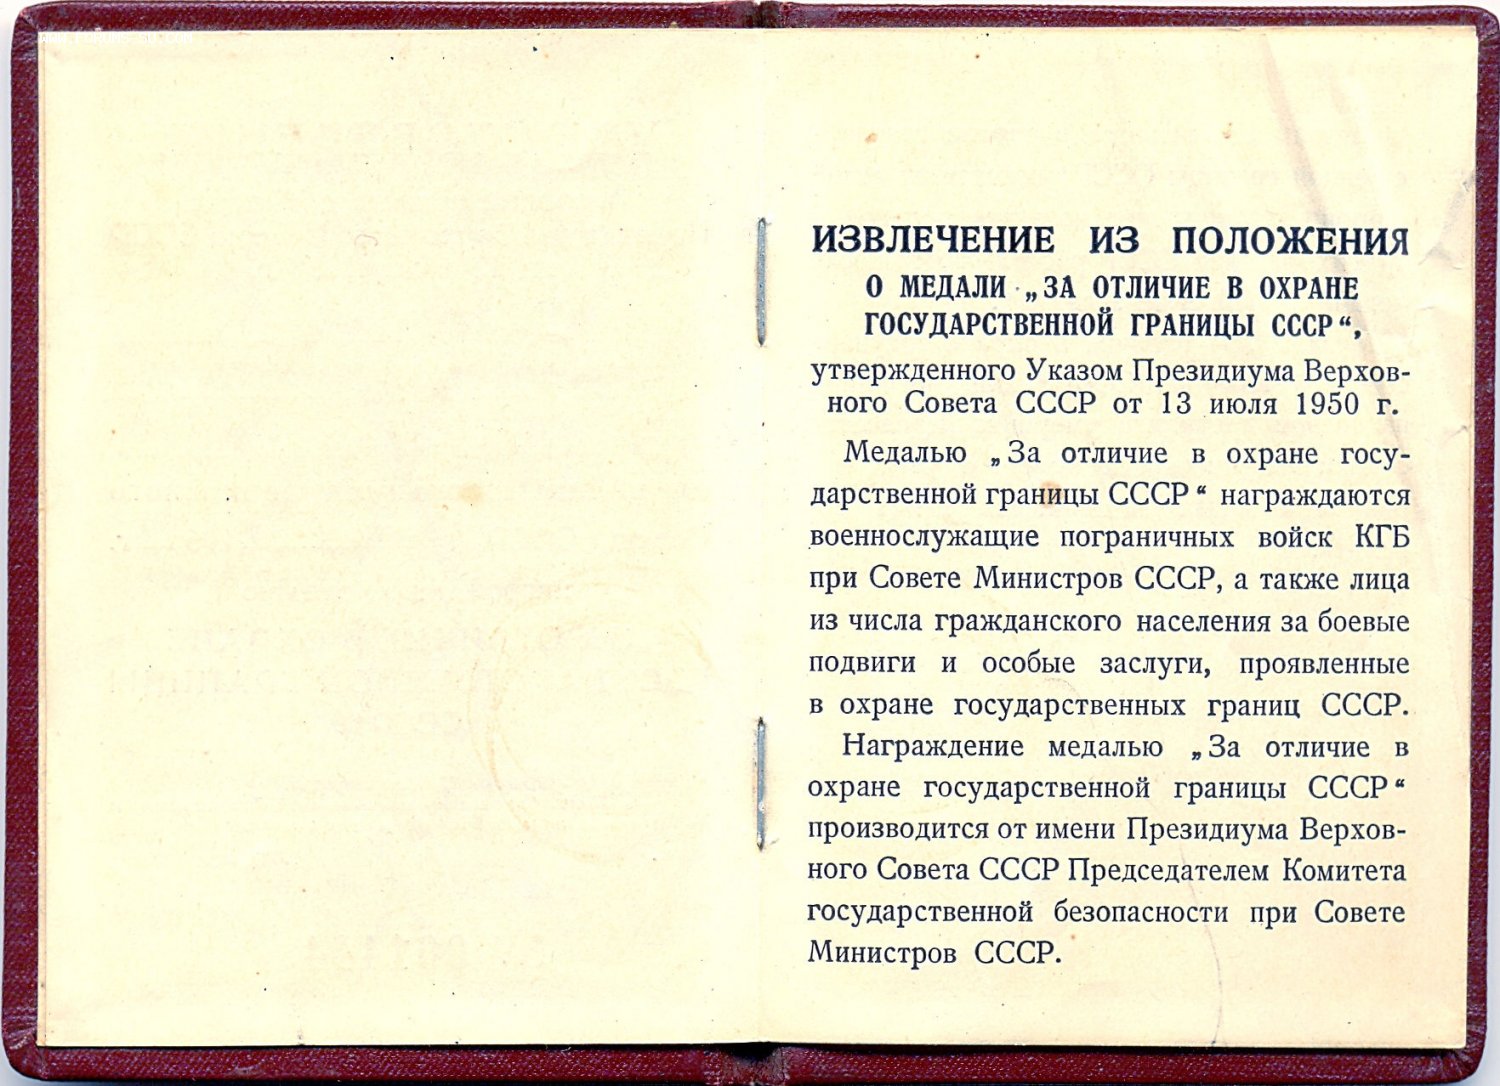 ИЗВЛЕЧЕНИЕ ИЗ ПОЛОЖЕНИЯ
О МЕДАЛИ „ЗА ОТЛИЧИЕ В ОХРАНЕ
ГОСУДАРСТВЕННОЙ ГРАНИЦЫ СССР“,
утвержденного Указом Президиума Верхов-
ного Совета СССР от 13 июля 1950 г.
Медалью „За отличие в охране госу-
дарственной границы СССР“ награждаются
военнослужащие пограничных войск КГБ
при Совете Министров СССР, а также лица
из числа гражданского населения за боевые
подвиги и особые заслуги, проявленные
в охране государственных границ СССР.
Награждение медалью „За отличие в
охране государственной границы СССР“
производится от имени Президиума Верхов-
ного Совета СССР Председателем Комитета
государственной безопасности при Совете
Министров СССР.